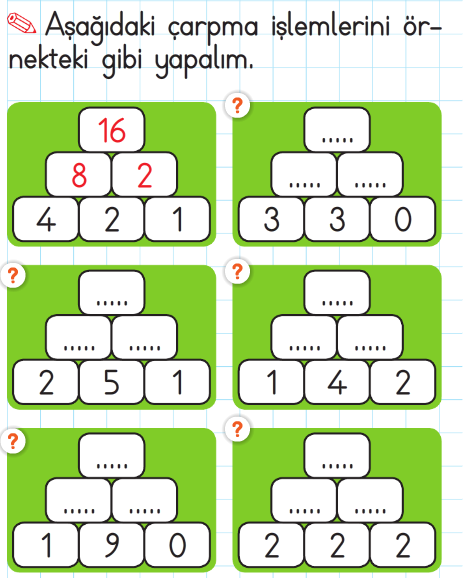 Aşağıdaki çarpma işlemlerini ör-
nekteki gibi yapalım.
16
8 2
4 2 1
?
.....
..... .....
3 3 0
?
.....
..... .....
2 5 1
?
.....
..... .....
1 4 2
?
.....
..... .....
1 9 0
?
.....
..... .....
2 2 2